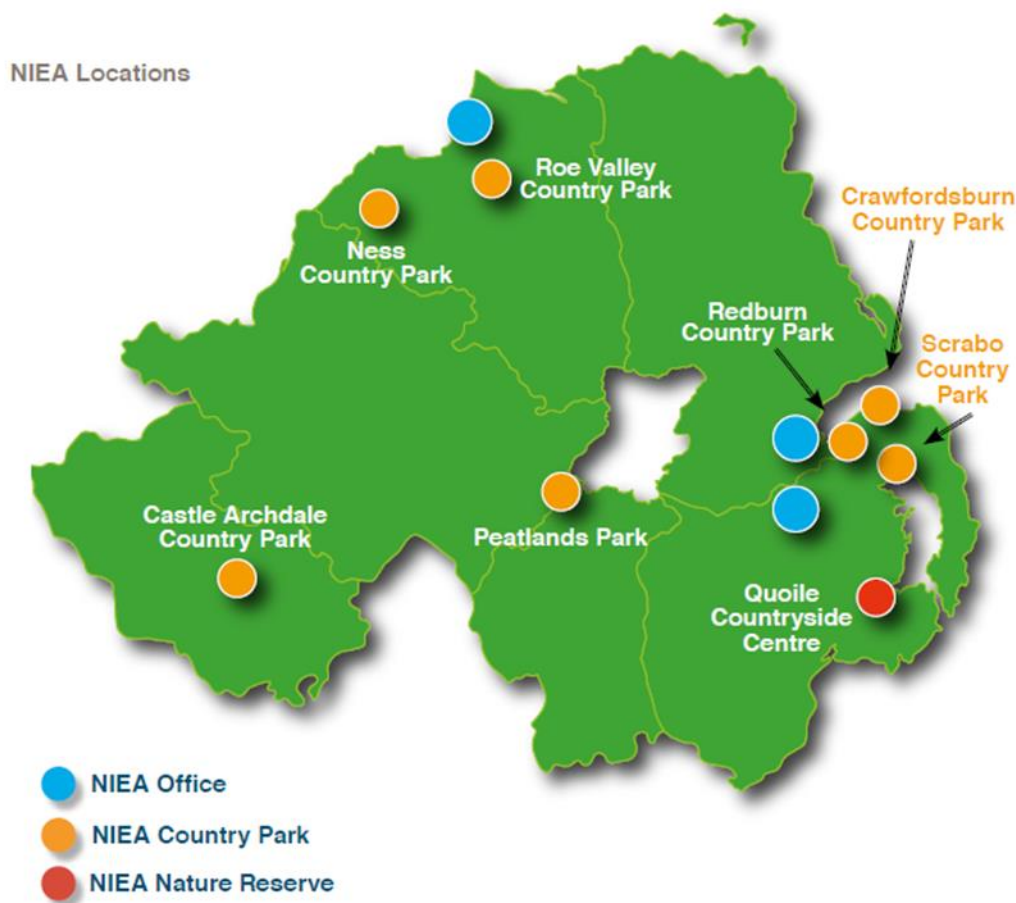 NIEA Locations
Roe Valley
Country Park
Crawfordsburn
Country Park
Ness
Country Park
Redburn
Country Park
Scrabo
Country
Park
Castle Archdale
Country Park
Peatlands Park
Quoile
Countryside
Centre
NIEA Office
NIEA Country Park
NIEA Nature Reserve